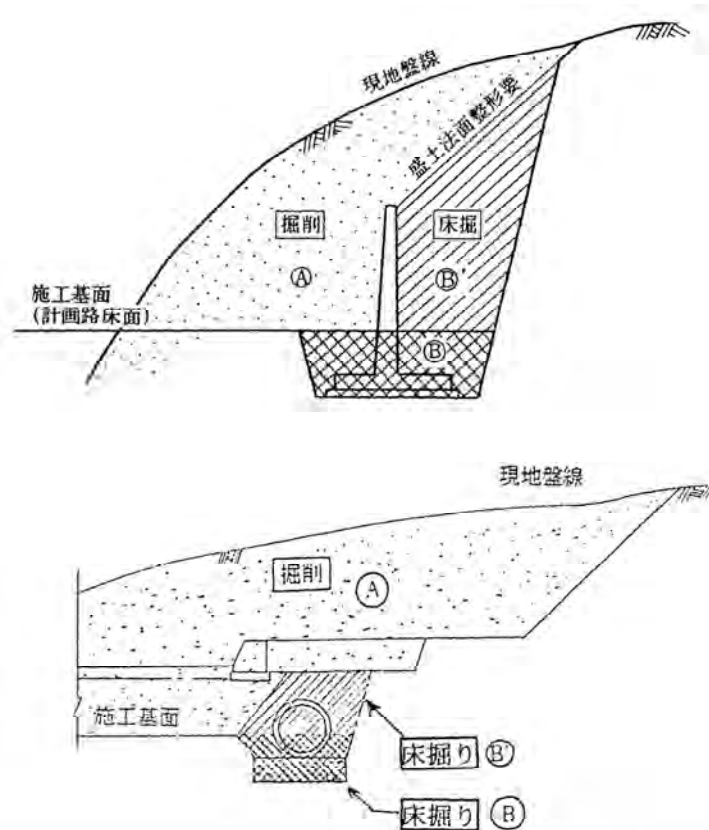 現地盤線
盛土法面整形要
掘削
床掘
Ⓐ
Ⓑ'
施工基面
(計画路床面)
Ⓑ
現地盤線
掘削
Ⓐ
施工基面
床掘り Ⓑ'
床掘り Ⓑ